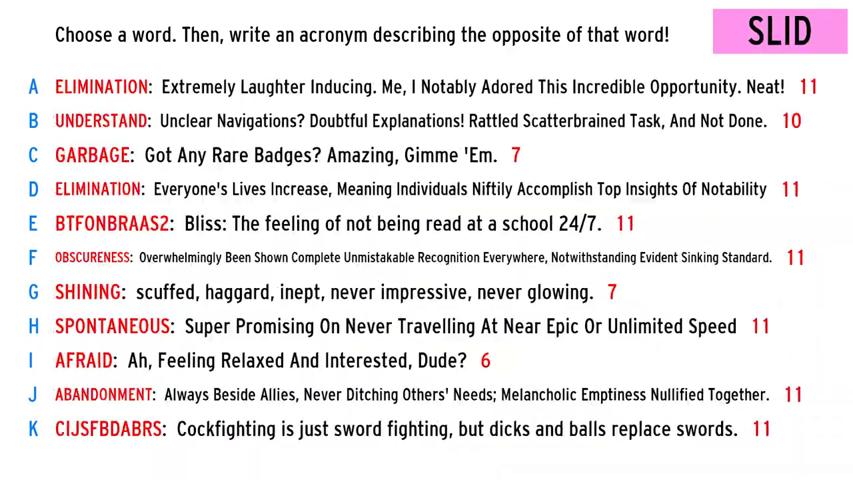 Choose a word. Then, write an acronym describing the opposite of that word!
SLID
A ELIMINATION: Extremely Laughter Inducing. Me, I Notably Adored This Incredible Opportunity. Neat! 11
B UNDERSTAND: Unclear Navigations? Doubtful Explanations! Rattled Scatterbrained Task, And Not Done. 10
C GARBAGE: Got Any Rare Badges? Amazing, Gimme 'Em. 7
D ELIMINATION: Everyone's Lives Increase, Meaning Individuals Niftily Accomplish Top Insights Of Notability 11
E BTFONBRAAS2: Bliss: The feeling of not being read at a school 24/7. 11
F OBSCURENESS: Overwhelmingly Been Shown Complete Unmistakable Recognition Everywhere, Notwithstanding Evident Sinking Standard. 11
G SHINING: scuffed, haggard, inept, never impressive, never glowing. 7
H SPONTANEOUS: Super Promising On Never Travelling At Near Epic Or Unlimited Speed 11
I AFRAID: Ah, Feeling Relaxed And Interested, Dude? 6
J ABANDONMENT: Always Beside Allies, Never Ditching Others' Needs; Melancholic Emptiness Nullified Together. 11
K CIJSFBDABRS: Cockfighting is just sword fighting, but dicks and balls replace swords. 11